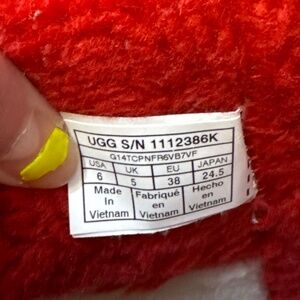 UGG S/N 1112386K
G14TCPNFR6VB7VF
USA UK EU JAPAN
6 5 38 24.5
Made in Vietnam Fabriqué en Vietnam Hecho en Vietnam